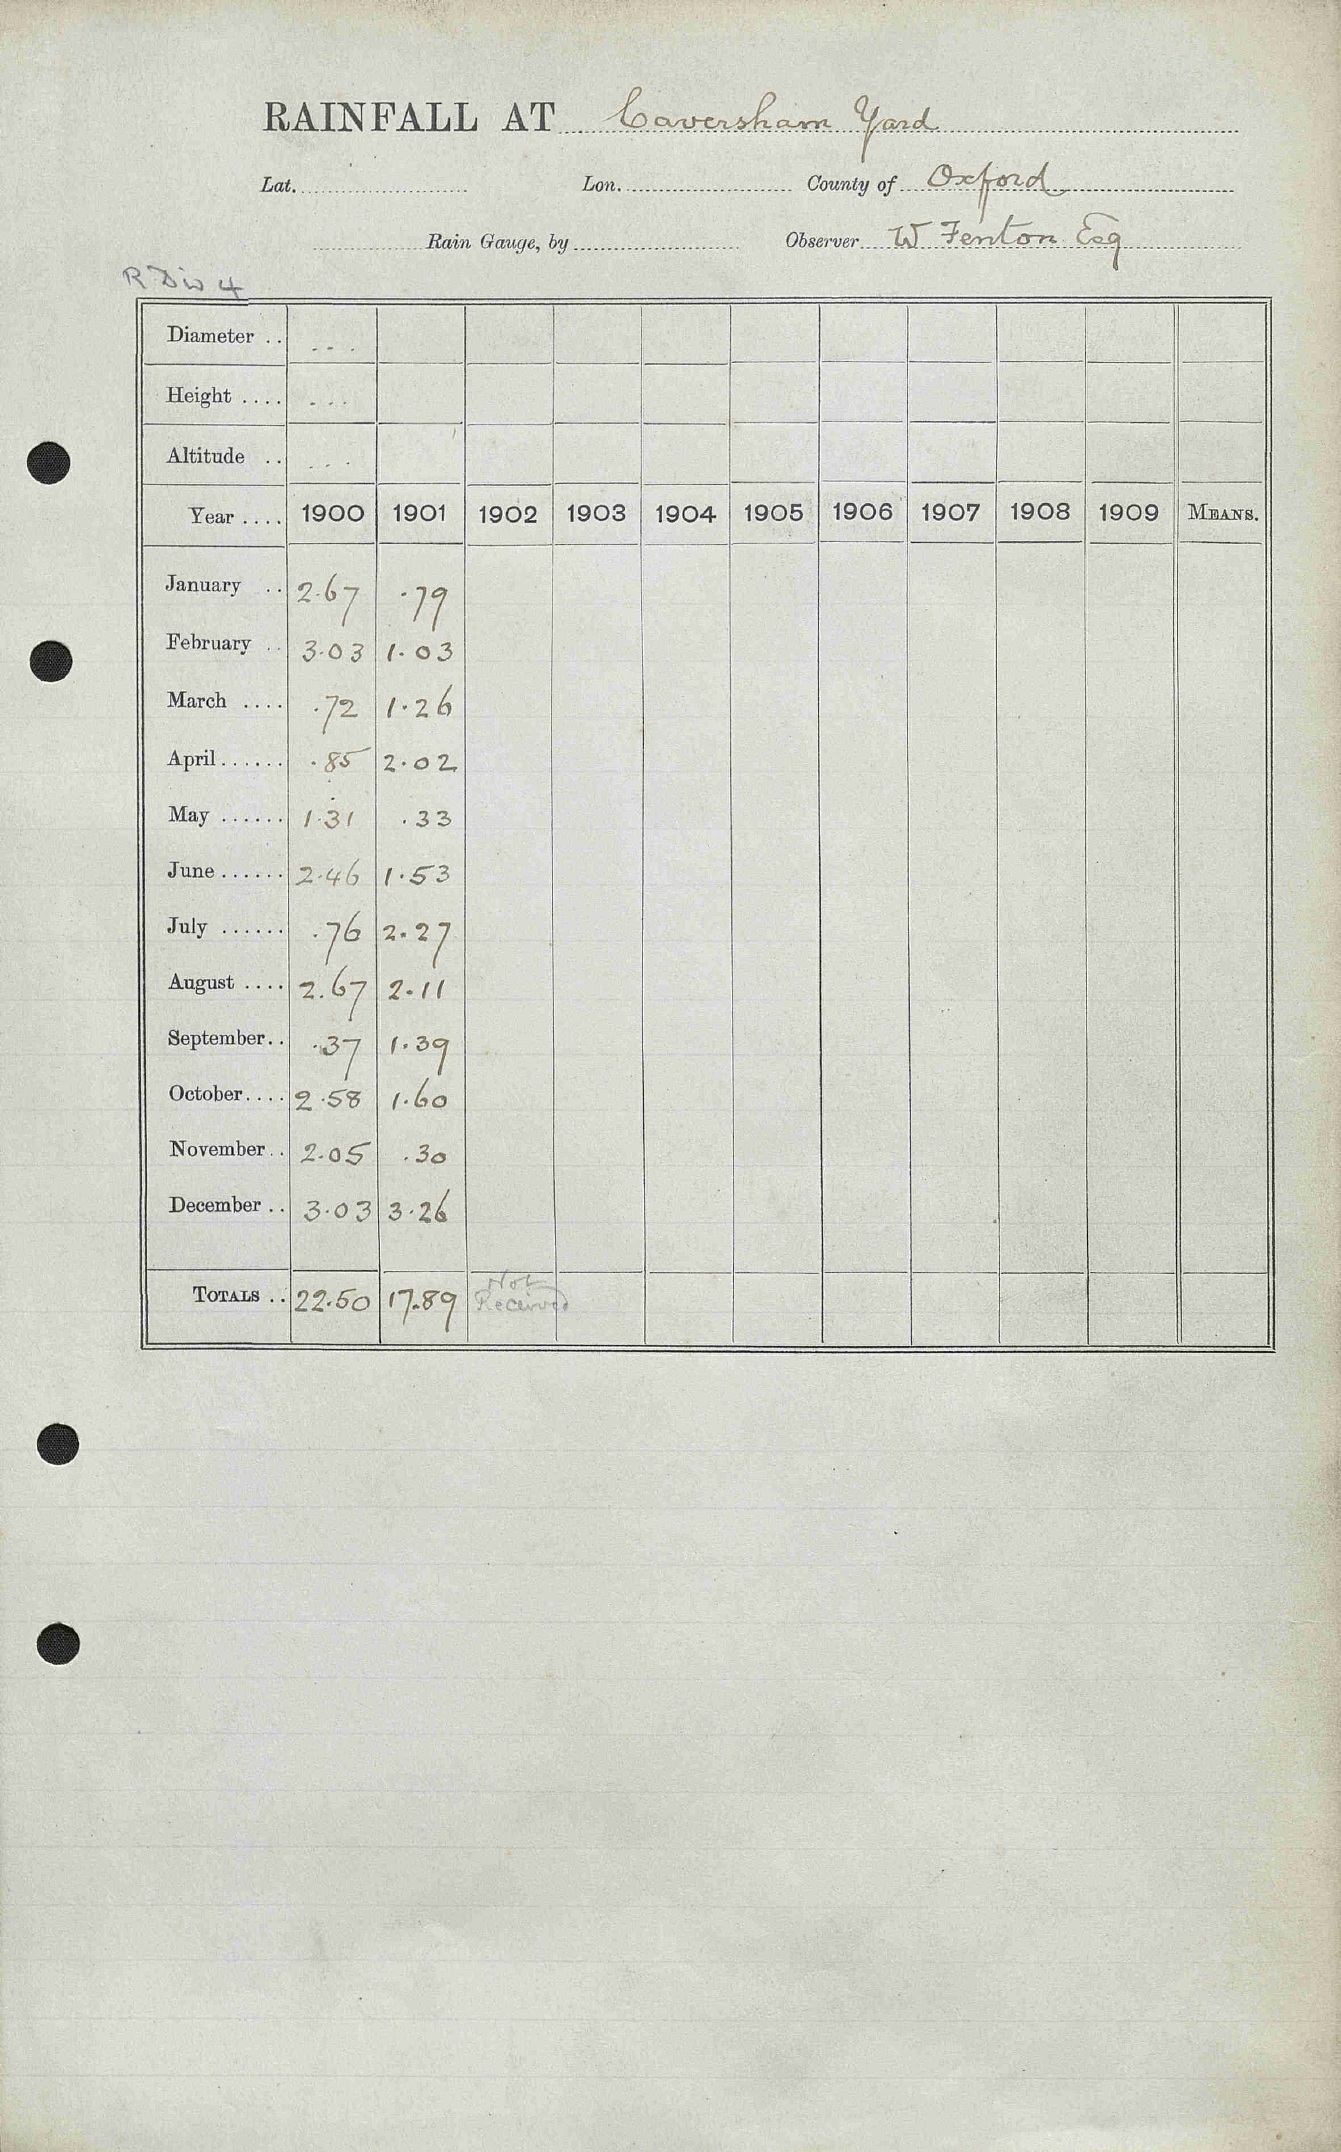 RAINFALL AT Caversham Yard
Lat. Lon. County of Oxford
Rain Gauge, by Observer W Fenton Esq
R Div 4
Diameter .. ...
Height .... ...
Altitude .. ...
Year .... 1900 1901 1902 1903 1904 1905 1906 1907 1908 1909 MEANS.
January .. 2.67 .79
February .. 3.03 1.03
March .... .72 1.26
April ...... .85 2.02
May ...... 1.31 .33
June ...... 2.46 1.53
July ...... .76 2.27
August .... 2.67 2.11
September.. .37 1.39
October.... 2.58 1.60
November.. 2.05 .30
December .. 3.03 3.26
TOTALS .. 22.50 17.89 Not Received